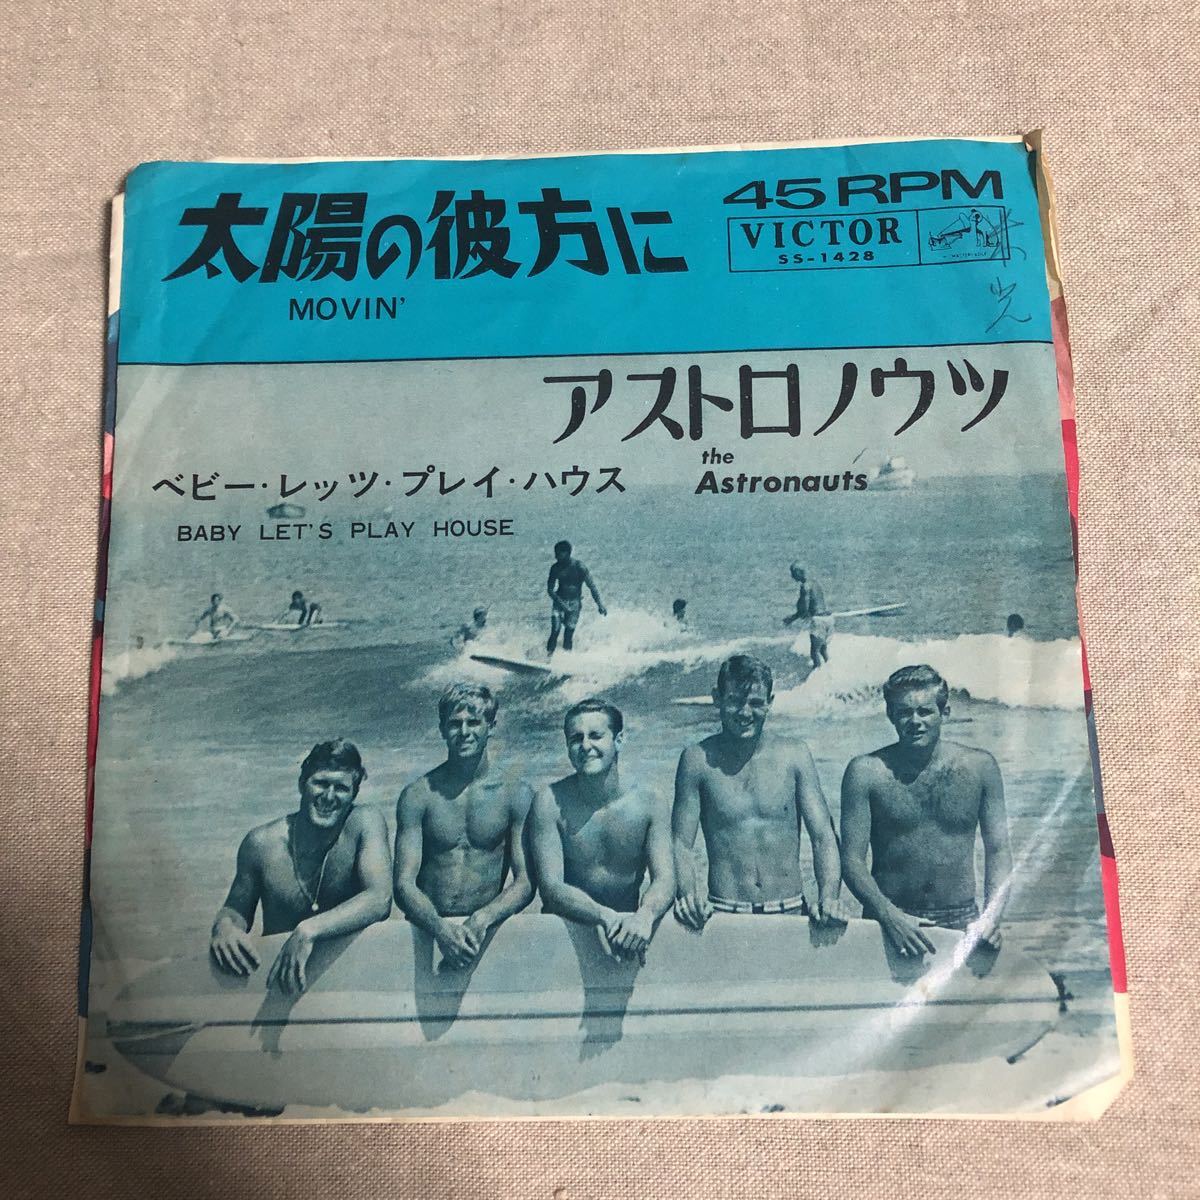 太陽の彼方に
MOVIN'
45 RPM
VICTOR
SS-1428
アストロノウツ
the
Astronauts
ベビー・レッツ・プレイ・ハウス
BABY LET'S PLAY HOUSE